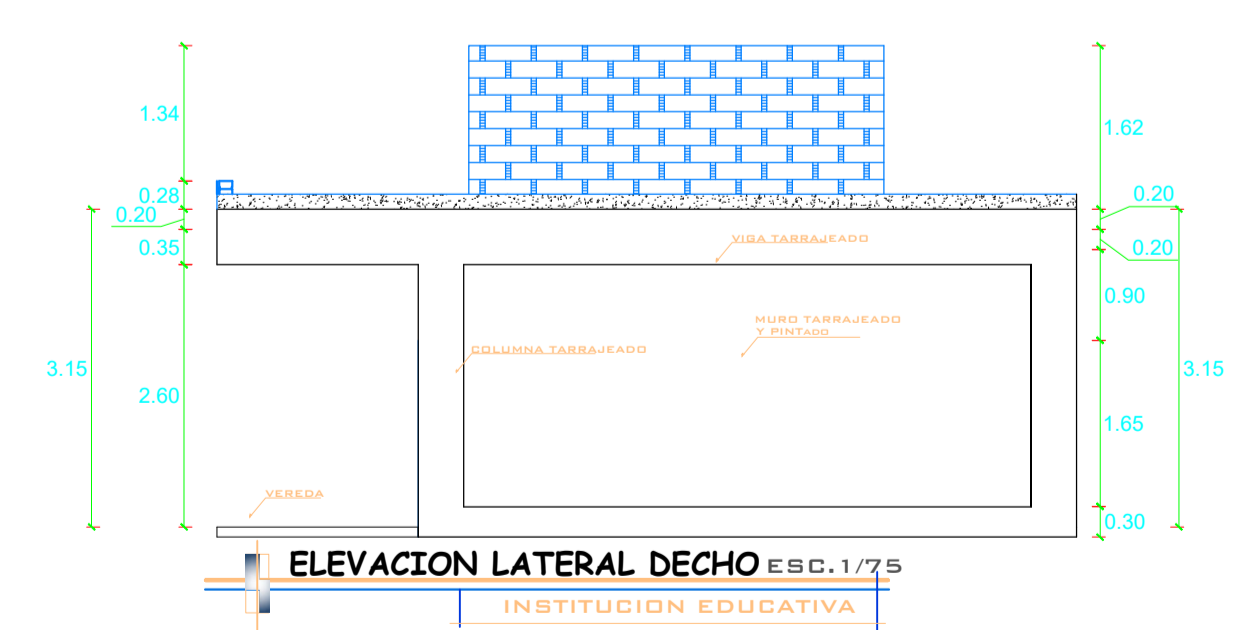 1.34
1.62
0.28
0.20
0.20
0.35
VIGA TARRAJEADO
0.20
0.90
MURO TARRAJEADO
Y PINTADO
COLUMNA TARRAJEADO
3.15
3.15
2.60
1.65
VEREDA
0.30
ELEVACION LATERAL DECHO ESC.1/75
INSTITUCION EDUCATIVA